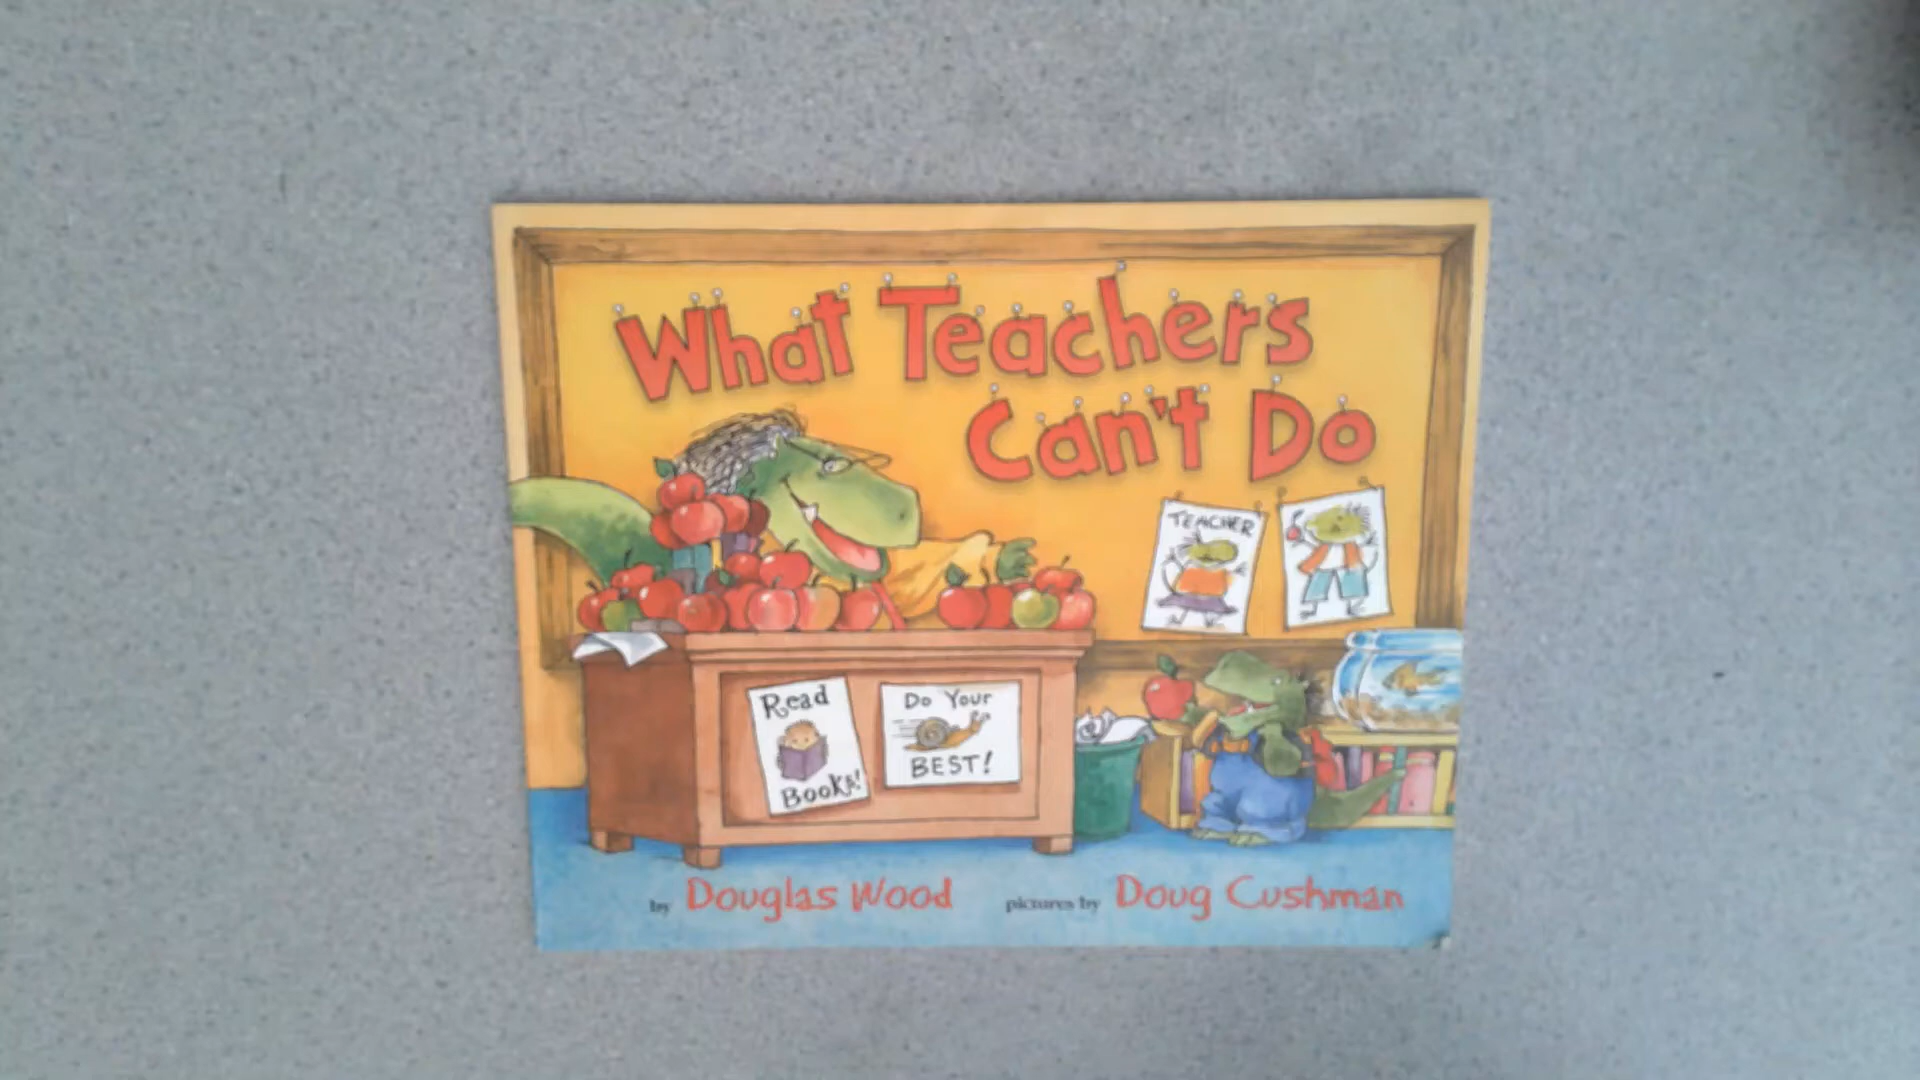 What Teachers
Can't Do
TEACHER
Read
Books!
Do Your
BEST!
by Douglas Wood
pictures by Doug Cushman